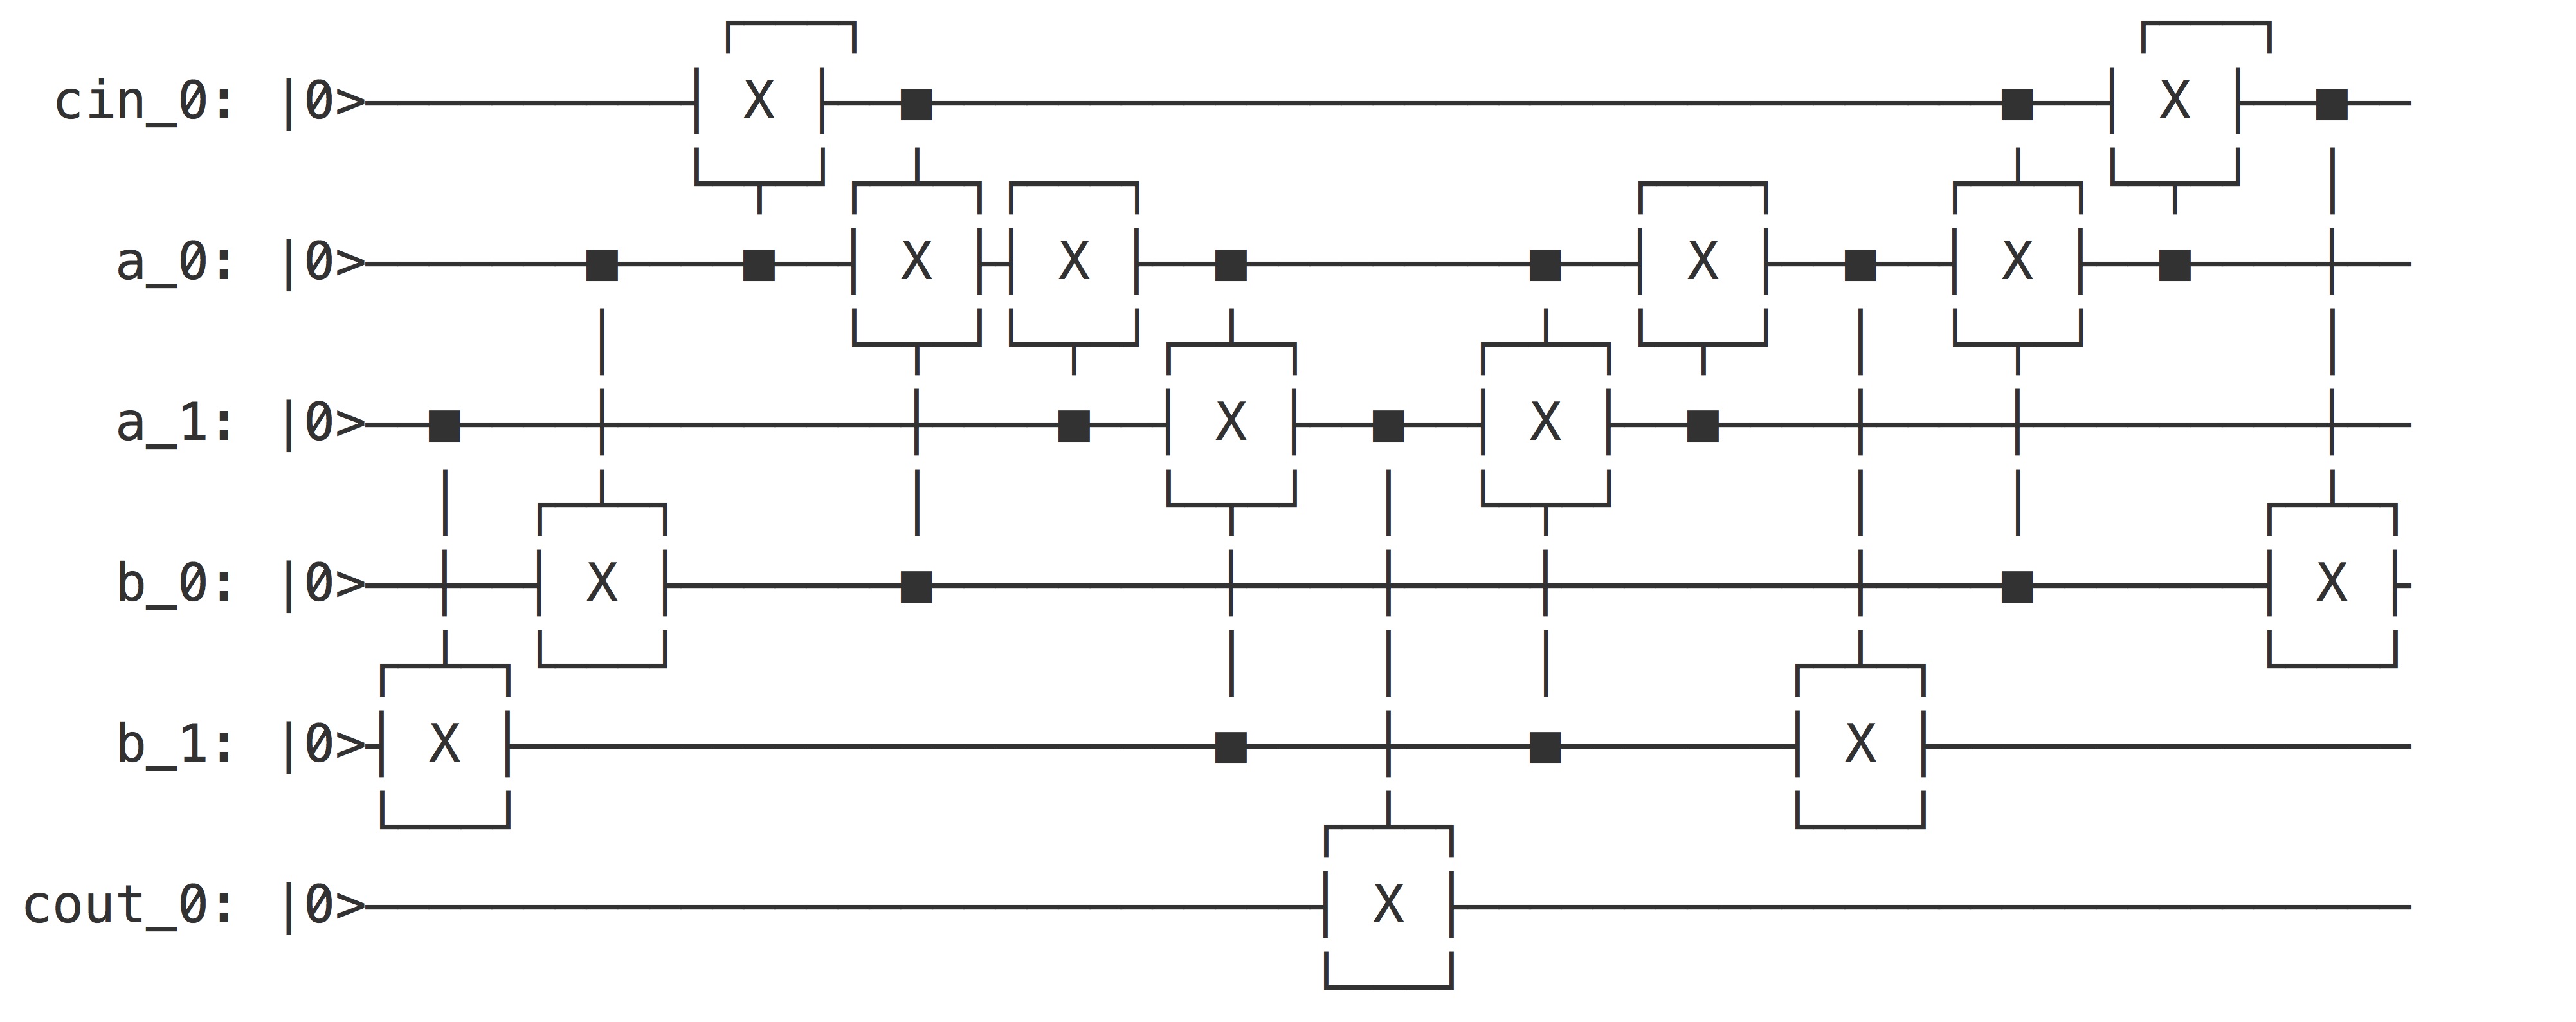 X X
cin_0: |0>
X X X X
a_0: |0>
X X
a_1: |0>
X X
b_0: |0>
X X
b_1: |0>
X
cout_0: |0>